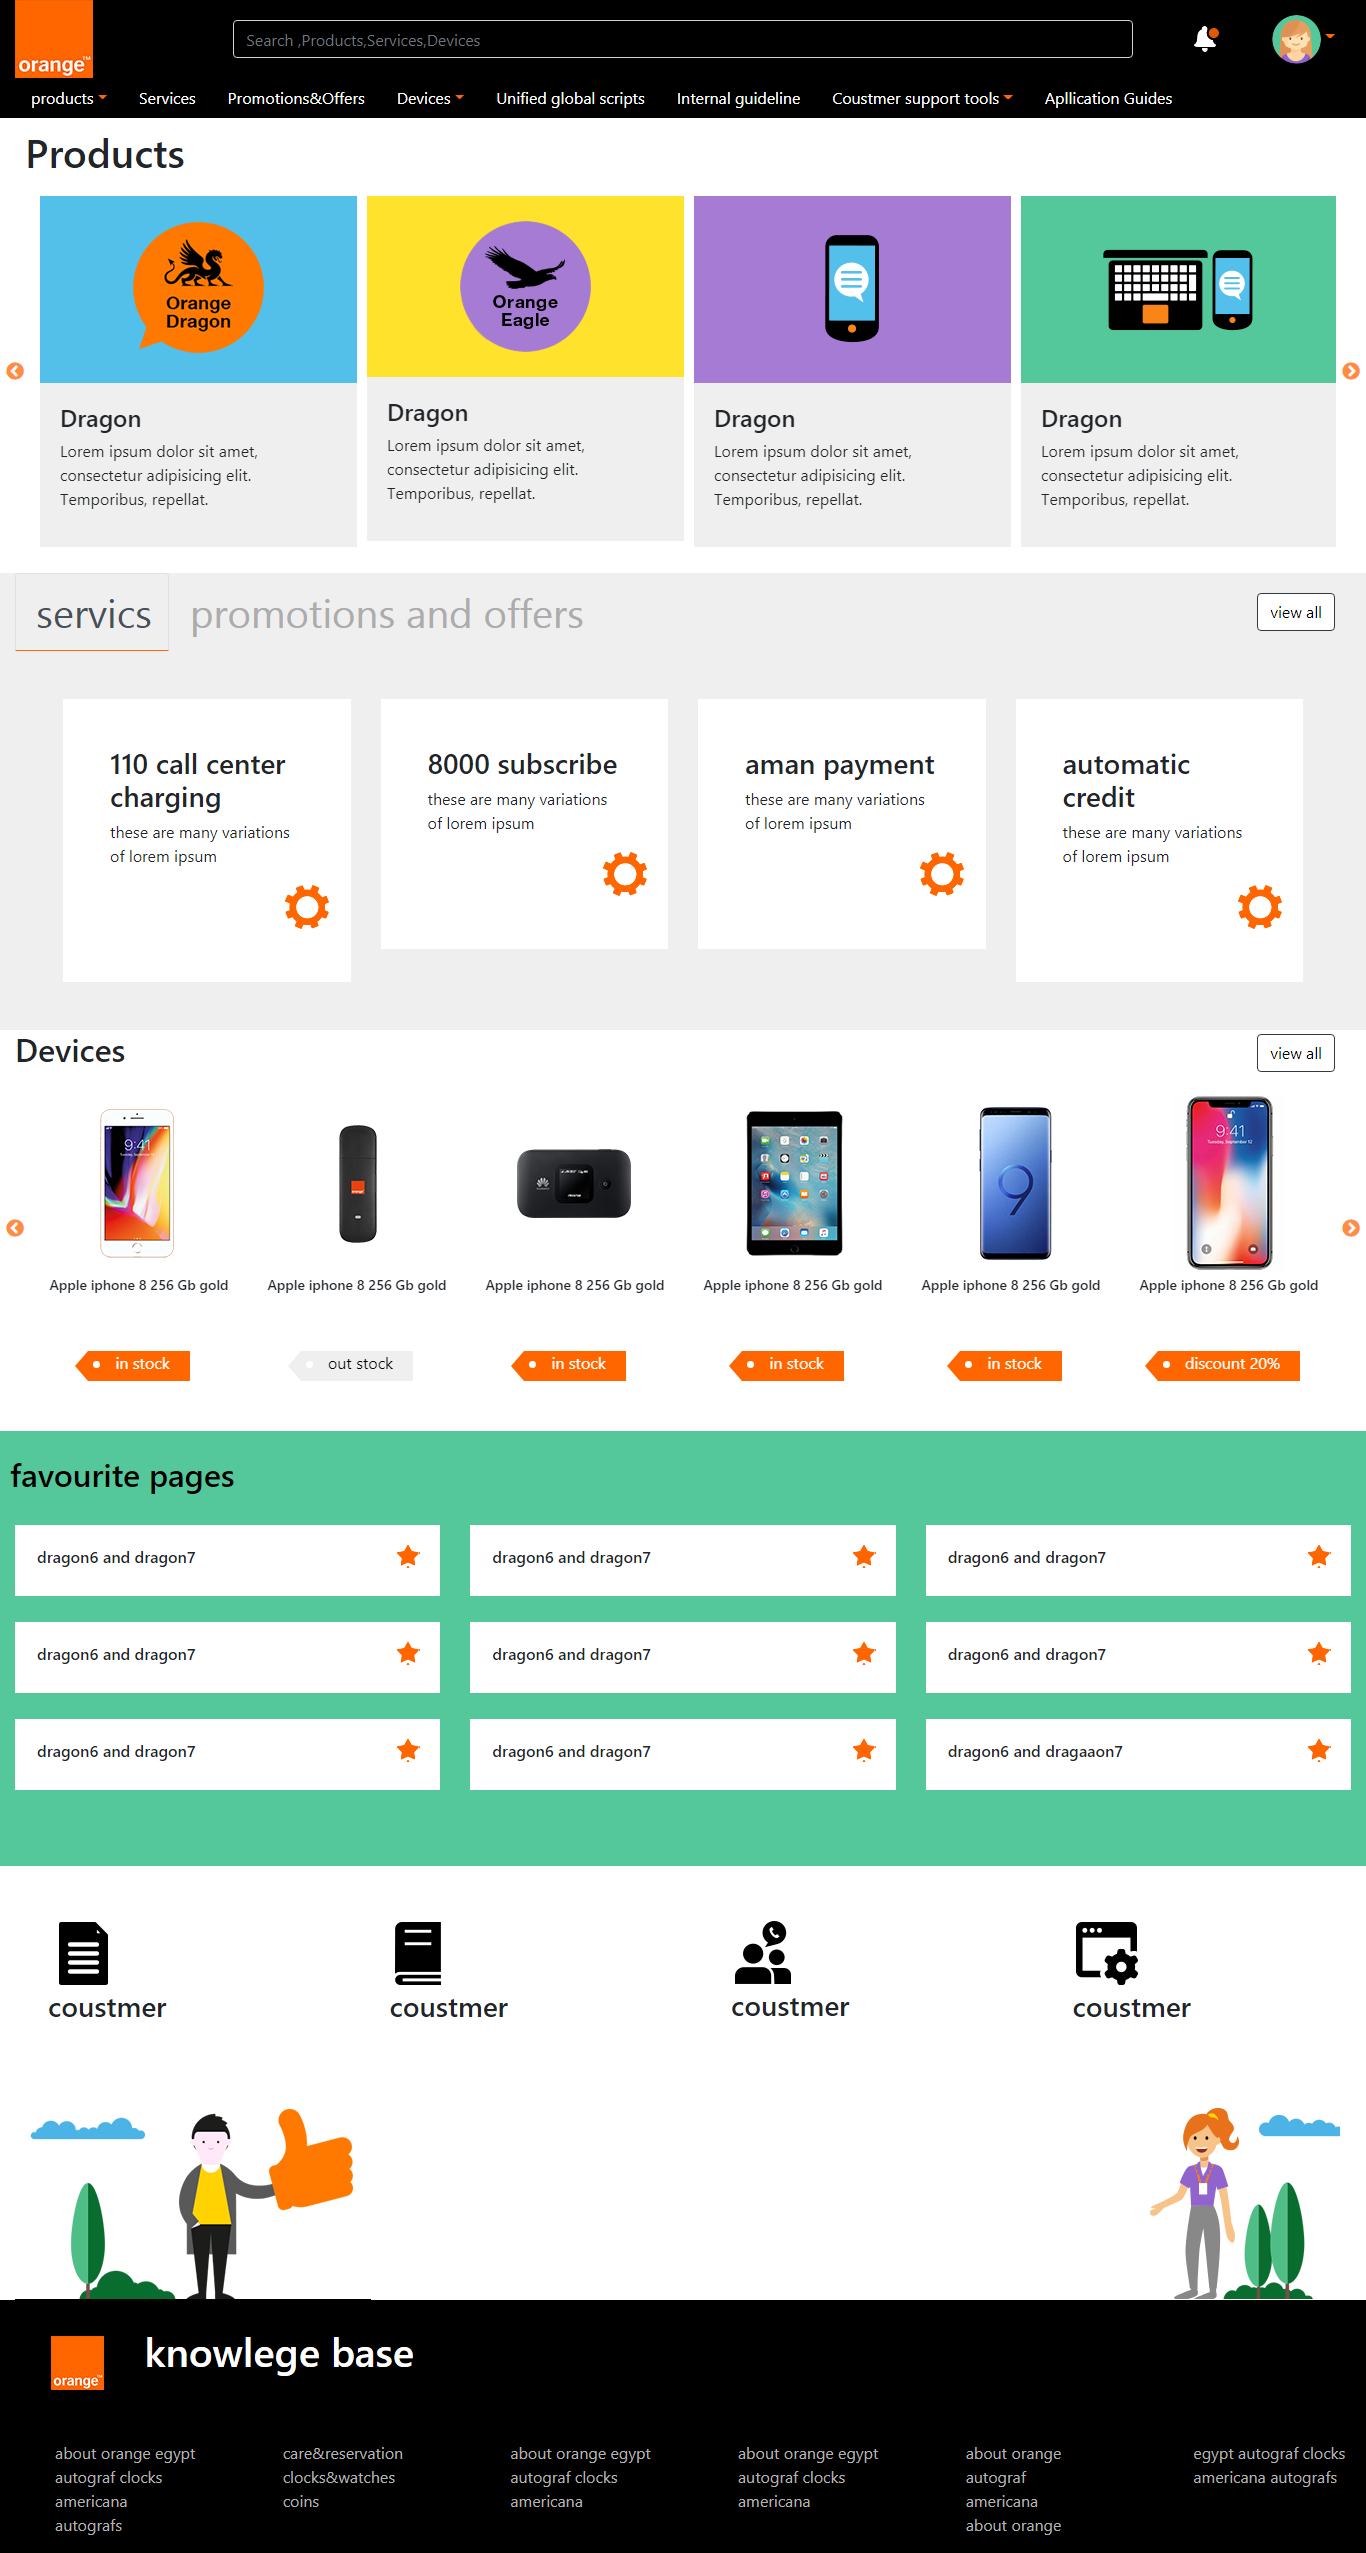 orange™
Search ,Products,Services,Devices
products Services Promotions&Offers Devices Unified global scripts Internal guideline Coustmer support tools Apllication Guides
Products
Orange
Dragon
Orange
Eagle
Dragon
Lorem ipsum dolor sit amet,
consectetur adipisicing elit.
Temporibus, repellat.
Dragon
Lorem ipsum dolor sit amet,
consectetur adipisicing elit.
Temporibus, repellat.
Dragon
Lorem ipsum dolor sit amet,
consectetur adipisicing elit.
Temporibus, repellat.
Dragon
Lorem ipsum dolor sit amet,
consectetur adipisicing elit.
Temporibus, repellat.
servics promotions and offers view all
110 call center
charging
these are many variations
of lorem ipsum
8000 subscribe
these are many variations
of lorem ipsum
aman payment
these are many variations
of lorem ipsum
automatic
credit
these are many variations
of lorem ipsum
Devices view all
9:41
orange
9
9:41
Tuesday, September 12
Apple iphone 8 256 Gb gold
Apple iphone 8 256 Gb gold
Apple iphone 8 256 Gb gold
Apple iphone 8 256 Gb gold
Apple iphone 8 256 Gb gold
Apple iphone 8 256 Gb gold
in stock
out stock
in stock
in stock
in stock
discount 20%
favourite pages
dragon6 and dragon7
dragon6 and dragon7
dragon6 and dragon7
dragon6 and dragon7
dragon6 and dragon7
dragon6 and dragon7
dragon6 and dragon7
dragon6 and dragon7
dragon6 and dragaaon7
coustmer
coustmer
coustmer
coustmer
orange™
knowlege base
about orange egypt
autograf clocks
americana
autografs
care&reservation
clocks&watches
coins
about orange egypt
autograf clocks
americana
about orange egypt
autograf clocks
americana
about orange
autograf
americana
about orange
egypt autograf clocks
americana autografs